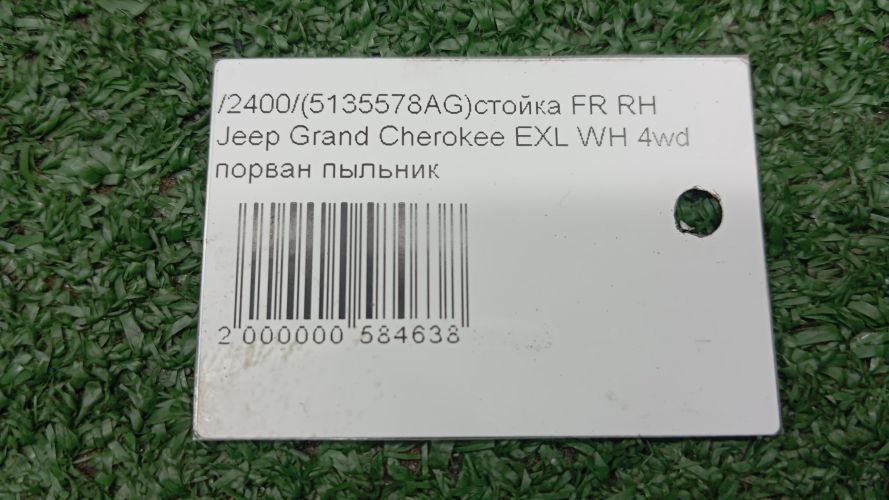 /2400/(5135578AG)стойка FR RH
Jeep Grand Cherokee EXL WH 4wd
порван пыльник
2 000000 584638